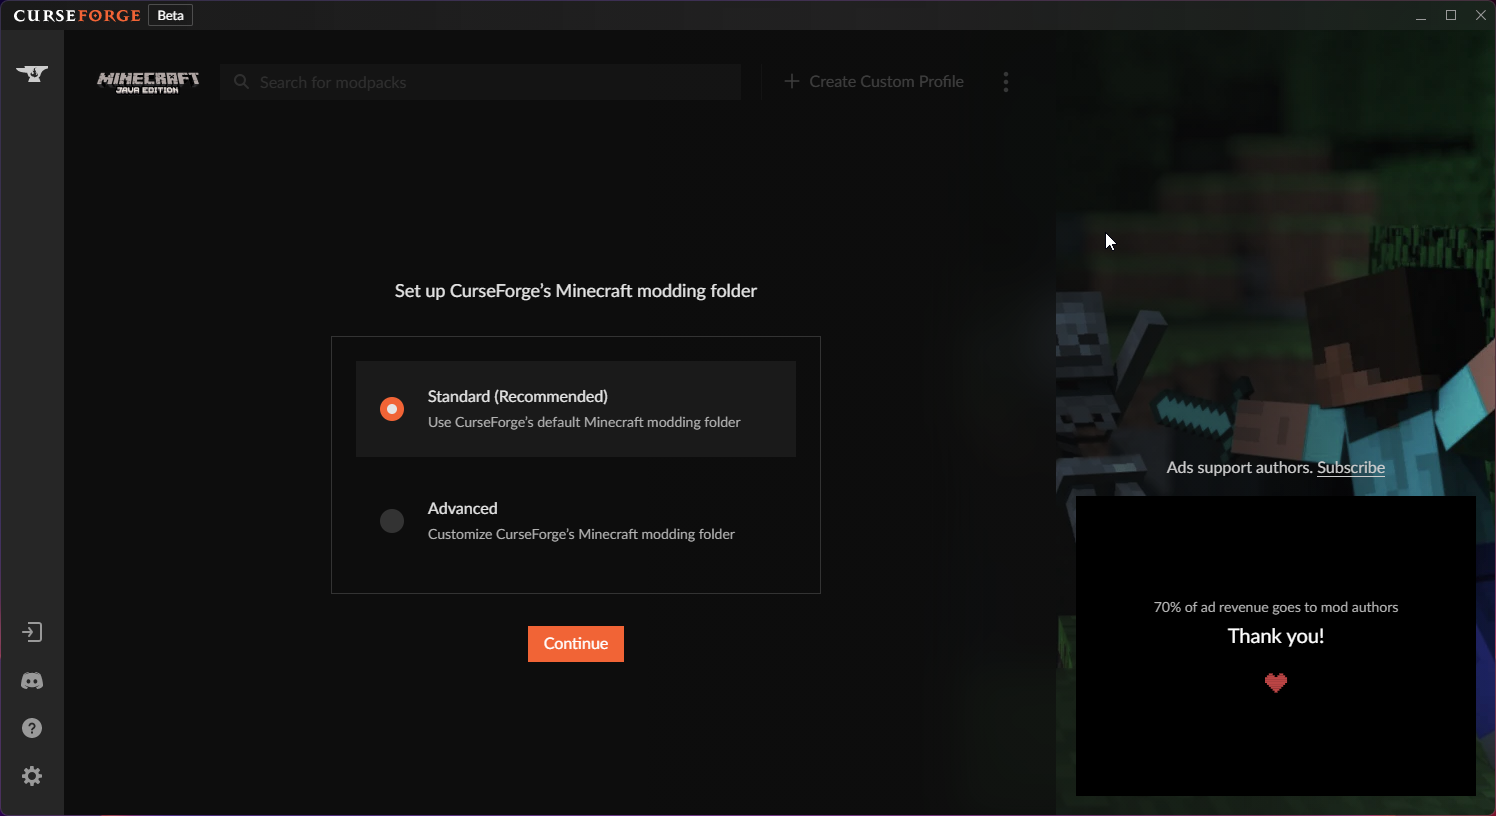 CURSEFORGE Beta
MINECRAFT
JAVA EDITION
Search for modpacks
Create Custom Profile
Set up CurseForge’s Minecraft modding folder
Standard (Recommended)
Use CurseForge’s default Minecraft modding folder
Advanced
Customize CurseForge’s Minecraft modding folder
Continue
Ads support authors. Subscribe
70% of ad revenue goes to mod authors
Thank you!